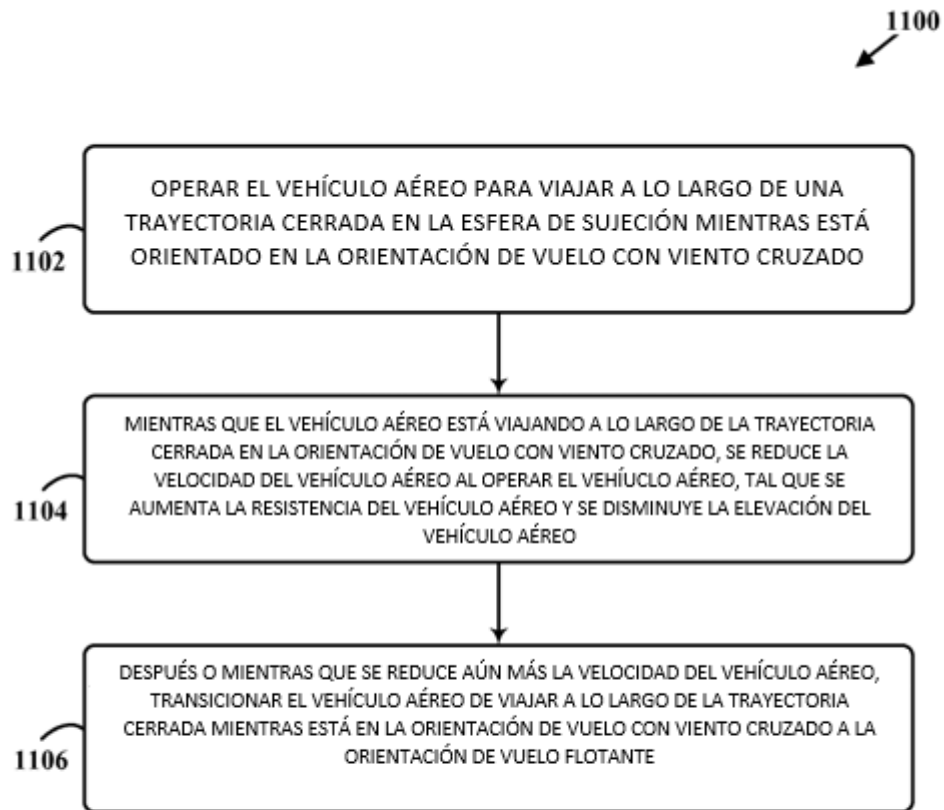 1100
OPERAR EL VEHÍCULO AÉREO PARA VIAJAR A LO LARGO DE UNA
TRAYECTORIA CERRADA EN LA ESFERA DE SUJECIÓN MIENTRAS ESTÁ
ORIENTADO EN LA ORIENTACIÓN DE VUELO CON VIENTO CRUZADO
1102
MIENTRAS QUE EL VEHÍCULO AÉREO ESTÁ VIAJANDO A LO LARGO DE LA TRAYECTORIA
CERRADA EN LA ORIENTACIÓN DE VUELO CON VIENTO CRUZADO, SE REDUCE LA
VELOCIDAD DEL VEHÍCULO AÉREO AL OPERAR EL VEHÍUCLO AÉREO, TAL QUE SE
AUMENTA LA RESISTENCIA DEL VEHÍCULO AÉREO Y SE DISMINUYE LA ELEVACIÓN DEL
VEHÍCULO AÉREO
1104
DESPUÉS O MIENTRAS QUE SE REDUCE AÚN MÁS LA VELOCIDAD DEL VEHÍCULO AÉREO,
TRANSICIONAR EL VEHÍCULO AÉREO DE VIAJAR A LO LARGO DE LA TRAYECTORIA
CERRADA MIENTRAS ESTÁ EN LA ORIENTACIÓN DE VUELO CON VIENTO CRUZADO A LA
ORIENTACIÓN DE VUELO FLOTANTE
1106